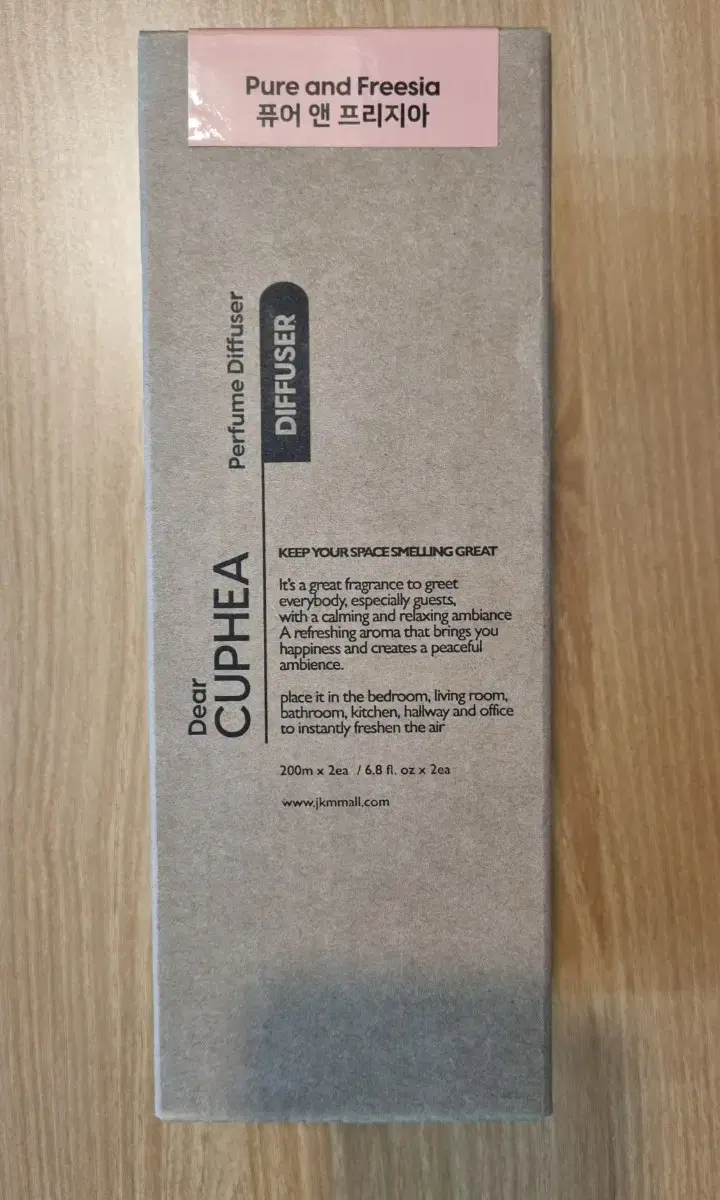 Pure and Freesia
퓨어 앤 프리지아
Perfume Diffuser
DIFFUSER
Dear
CUPHEA
KEEP YOUR SPACE SMELLING GREAT
It's a great fragrance to greet
everybody, especially guests,
with a calming and relaxing ambiance
A refreshing aroma that brings you
happiness and creates a peaceful
ambience.
place it in the bedroom, living room,
bathroom, kitchen, hallway and office
to instantly freshen the air
200m x 2ea / 6.8 fl. oz x 2ea
www.jkmmall.com